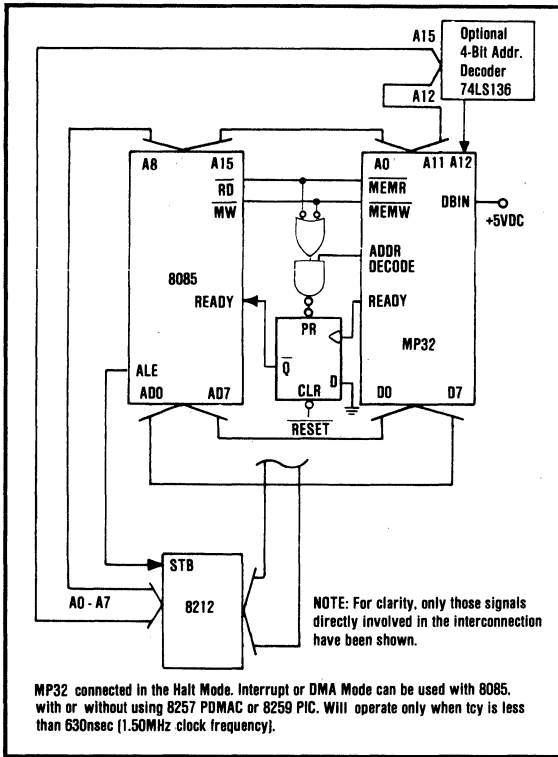 A15
Optional
4-Bit Addr.
Decoder
74LS136
A12
A8 A15
A0 A11 A12
RD
MEMR
MW
MEMW
DBIN
+5VDC
ADDR
DECODE
8085
READY
READY
PR
MP32
Q
D
CLR
ALE
AD0 AD7
D0 D7
RESET
STB
A0 - A7
8212
NOTE: For clarity, only those signals
directly involved in the interconnection
have been shown.
MP32 connected in the Halt Mode. Interrupt or DMA Mode can be used with 8085,
with or without using 8257 PDMAC or 8259 PIC. Will operate only when tcy is less
than 630nsec (1.50MHz clock frequency).